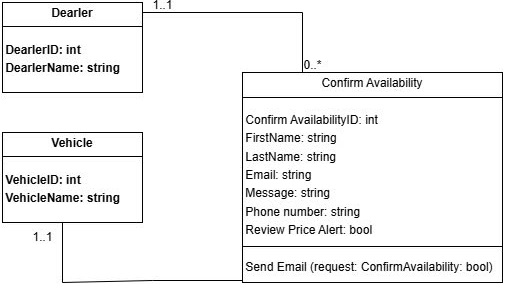 Dearler
1..1
DearlerID: int
DearlerName: string
0..*
Confirm Availability
Confirm AvailabilityID: int
FirstName: string
LastName: string
Email: string
Message: string
Phone number: string
Review Price Alert: bool
Send Email (request: ConfirmAvailability: bool)
Vehicle
VehicleID: int
VehicleName: string
1..1